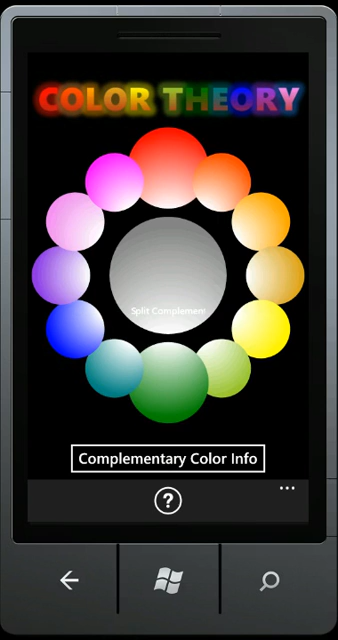 COLOR THEORY
Split Complement
Complementary Color Info
?
...